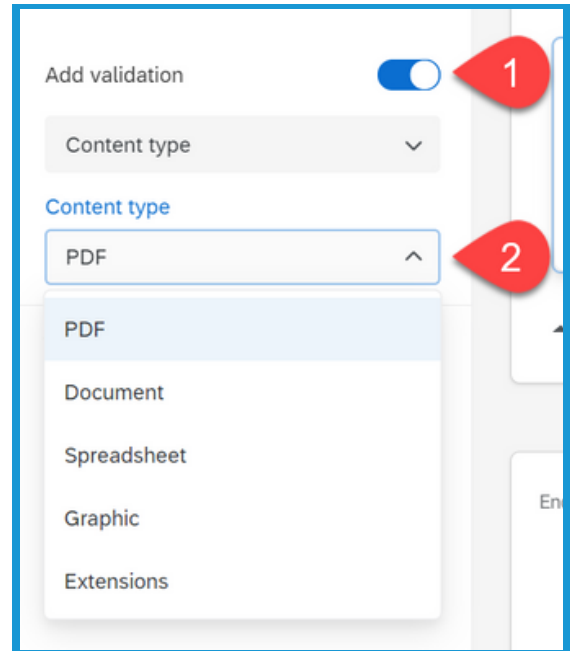 Add validation
1
Content type
Content type
PDF
2
PDF
Document
Spreadsheet
Graphic
Extensions